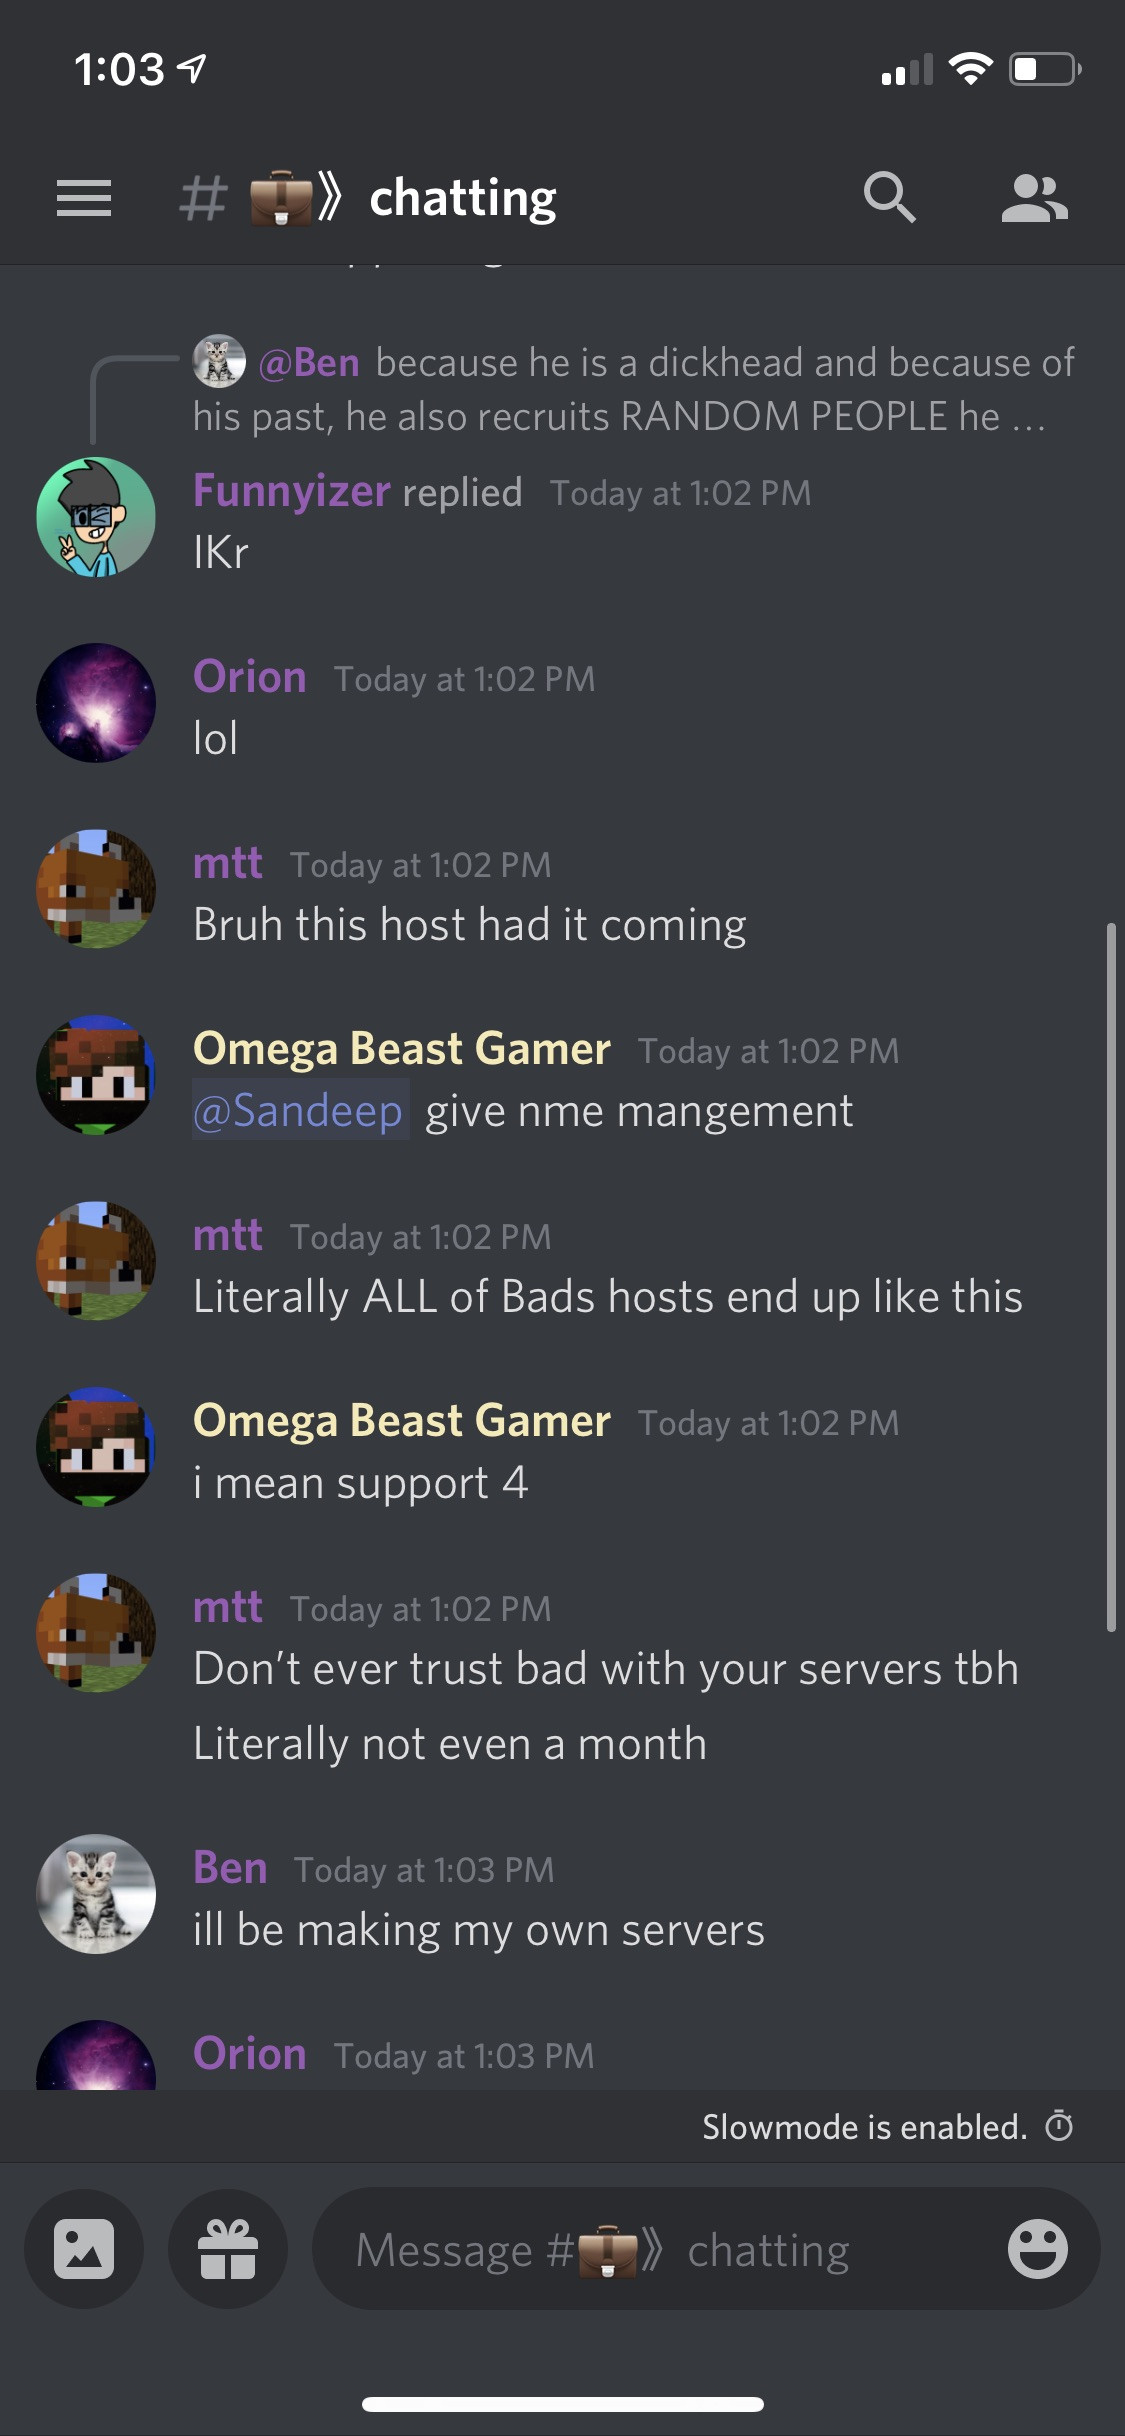 1:03
# 💼》 chatting
@Ben because he is a dickhead and because of
his past, he also recruits RANDOM PEOPLE he ...
Funnyizer replied Today at 1:02 PM
IKr
Orion Today at 1:02 PM
lol
mtt Today at 1:02 PM
Bruh this host had it coming
Omega Beast Gamer Today at 1:02 PM
@Sandeep give nme mangement
mtt Today at 1:02 PM
Literally ALL of Bads hosts end up like this
Omega Beast Gamer Today at 1:02 PM
i mean support 4
mtt Today at 1:02 PM
Don't ever trust bad with your servers tbh
Literally not even a month
Ben Today at 1:03 PM
ill be making my own servers
Orion Today at 1:03 PM
Slowmode is enabled.
Message #💼》 chatting